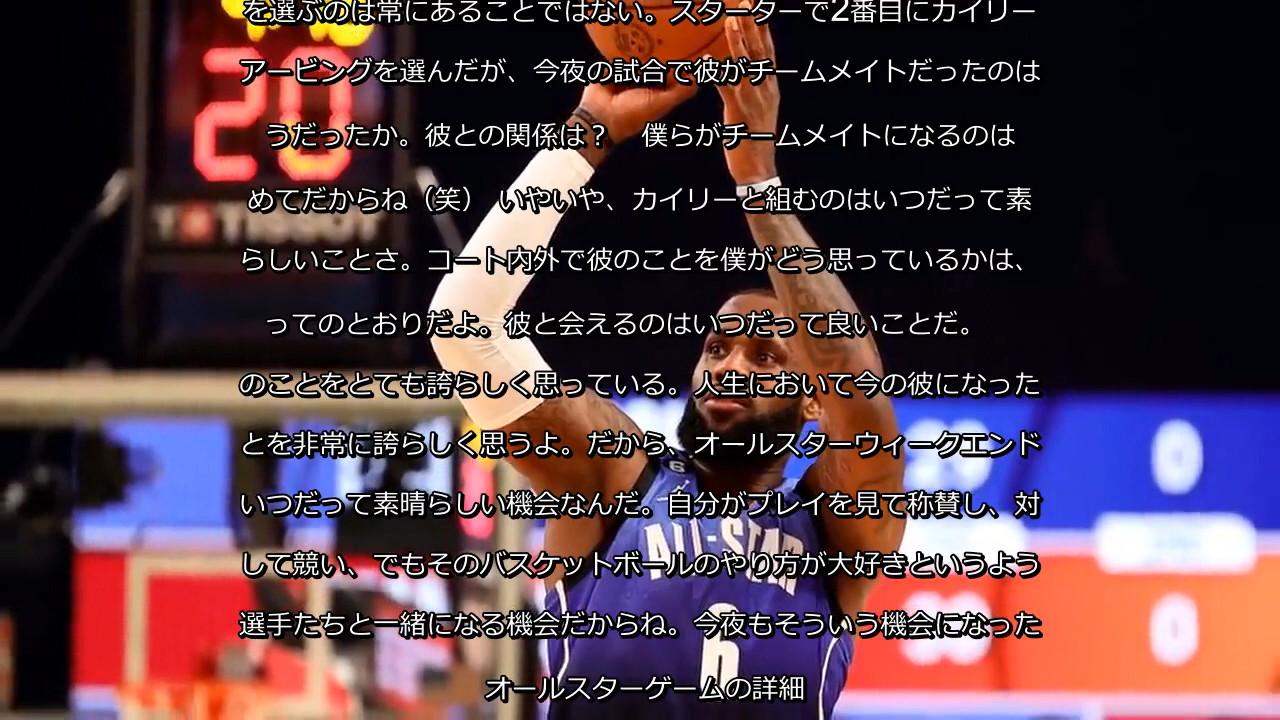 を選ぶのは常にあることではない。スターターで2番目にカイリー
アービングを選んだが、今夜の試合で彼がチームメイトだったのは
うだったか。彼との関係は？ 僕らがチームメイトになるのは
めてだからね（笑） いやいや、カイリーと組むのはいつだって素
らしいことさ。コート内外で彼のことを僕がどう思っているかは、
ってのとおりだよ。彼と会えるのはいつだって良いことだ。
のことをとても誇らしく思っている。人生において今の彼になった
とを非常に誇らしく思うよ。だから、オールスターウィークエンド
いつだって素晴らしい機会なんだ。自分がプレイを見て称賛し、対
して競い、でもそのバスケットボールのやり方が大好きというよう
選手たちと一緒になる機会だからね。今夜もそういう機会になった
オールスターゲームの詳細
20
TISSOT
ALL-STAR
6
6
0
0